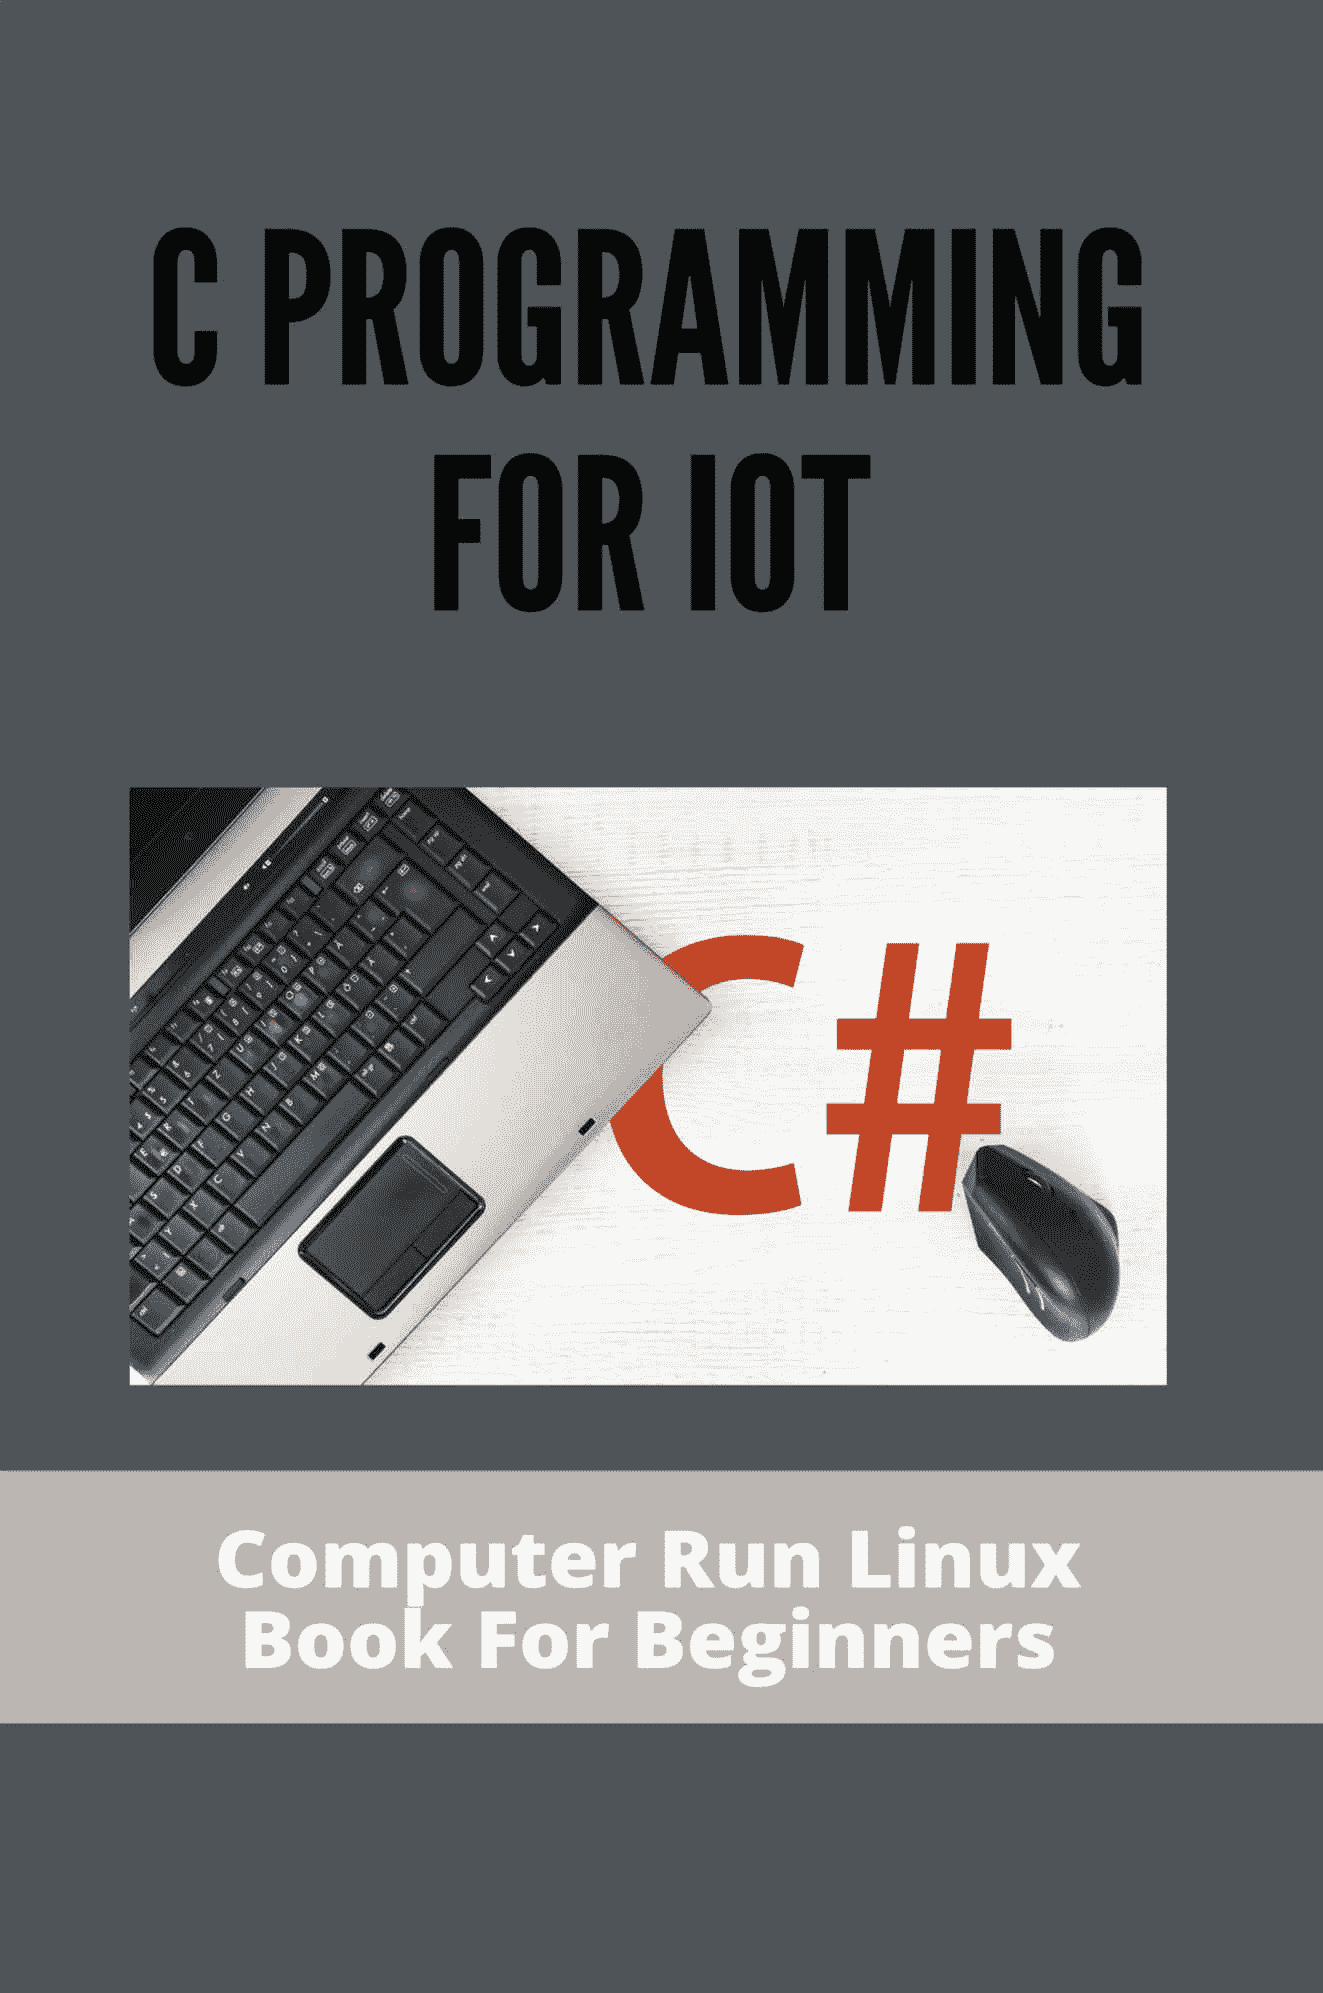 C PROGRAMMING
FOR IOT
C#
Computer Run Linux
Book For Beginners